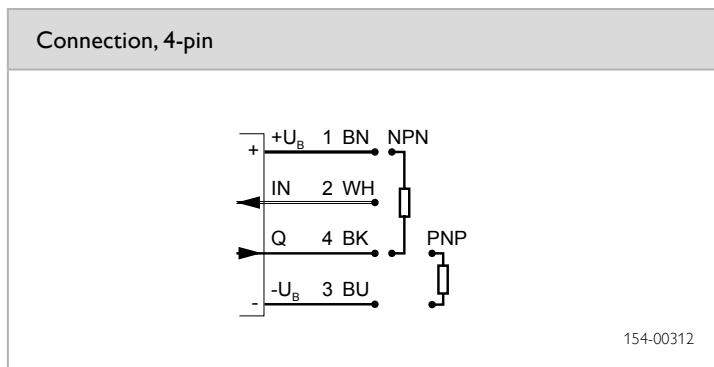 Connection, 4-pin
+U_B 1 BN NPN
+
IN 2 WH
Q 4 BK PNP
-U_B 3 BU
-
154-00312